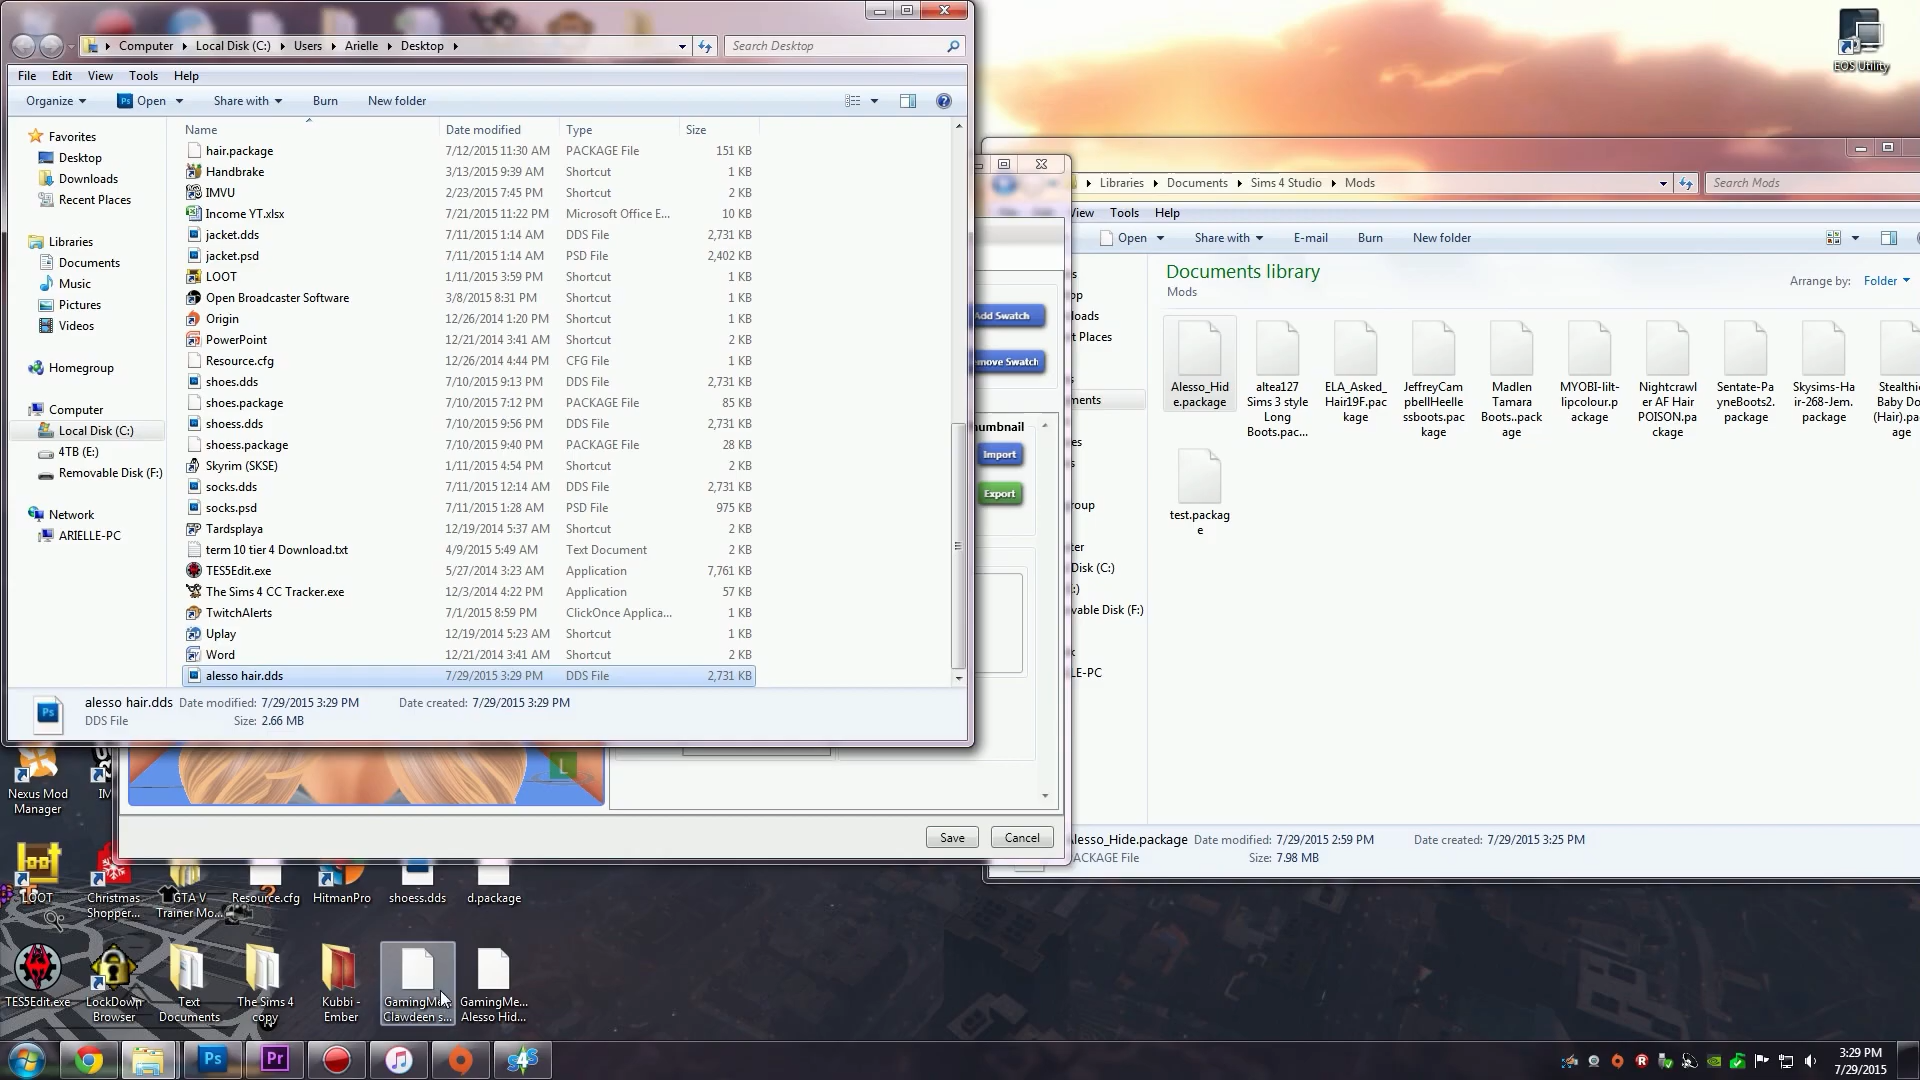 Computer Local Disk (C:) Users Arielle Desktop
Search Desktop
File Edit View Tools Help
Organize Open Share with Burn New folder
Favorites
Desktop
Downloads
Recent Places
Libraries
Documents
Music
Pictures
Videos
Homegroup
Computer
Local Disk (C:)
4TB (E:)
Removable Disk (F:)
Network
ARIELLE-PC
Name Date modified Type Size
hair.package 7/12/2015 11:30 AM PACKAGE File 151 KB
Handbrake 3/13/2015 9:39 AM Shortcut 1 KB
IMVU 2/23/2015 7:45 PM Shortcut 2 KB
Income YT.xlsx 7/21/2015 11:22 PM Microsoft Office E... 10 KB
jacket.dds 7/11/2015 1:14 AM DDS File 2,731 KB
jacket.psd 7/11/2015 1:14 AM PSD File 2,402 KB
LOOT 1/11/2015 3:59 PM Shortcut 1 KB
Open Broadcaster Software 3/8/2015 8:31 PM Shortcut 1 KB
Origin 12/26/2014 1:20 PM Shortcut 1 KB
PowerPoint 12/21/2014 3:41 AM Shortcut 2 KB
Resource.cfg 12/26/2014 4:44 PM CFG File 1 KB
shoes.dds 7/10/2015 9:13 PM DDS File 2,731 KB
shoes.package 7/10/2015 7:12 PM PACKAGE File 85 KB
shoess.dds 7/10/2015 9:56 PM DDS File 2,731 KB
shoess.package 7/10/2015 9:40 PM PACKAGE File 28 KB
Skyrim (SKSE) 1/11/2015 4:54 PM Shortcut 1 KB
socks.dds 7/11/2015 12:14 AM DDS File 2,731 KB
socks.psd 7/11/2015 1:28 AM PSD File 975 KB
Tardsplaya 12/19/2014 5:37 AM Shortcut 1 KB
term 10 tier 4 Download.txt 4/9/2015 5:49 AM Text Document 2 KB
TES5Edit.exe 5/27/2014 3:23 AM Application 7,761 KB
The Sims 4 CC Tracker.exe 12/3/2014 4:22 PM Application 57 KB
TwitchAlerts 7/1/2015 8:59 PM ClickOnce Applica... 1 KB
Uplay 12/19/2014 5:23 AM Shortcut 1 KB
Word 12/21/2014 3:41 AM Shortcut 2 KB
alesso hair.dds 7/29/2015 3:29 PM DDS File 2,731 KB
alesso hair.dds Date modified: 7/29/2015 3:29 PM Date created: 7/29/2015 3:29 PM
DDS File Size: 2.66 MB
Add Swatch
move Swatch
umbnail
Import
Export
L
Save Cancel
Libraries Documents Sims 4 Studio Mods
Search Mods
View Tools Help
Open Share with E-mail Burn New folder
Documents library
Mods
Arrange by: Folder
s
op
loads
t Places
s
ments
es
s
roup
ter
Disk (C:)
:)
vable Disk (F:)
k
LE-PC
Alesso_Hid
e.package
altea127
Sims 3 style
Long
Boots.pac...
ELA_Asked_
Hair19F.pac
kage
JeffreyCam
pbellHeelle
ssboots.pac
kage
Madlen
Tamara
Boots..pack
age
MYOBI-lilt-
lipcolour.p
ackage
Nightcrawl
er AF Hair
POISON.pa
ckage
Sentate-Pa
yneBoots2.
package
Skysims-Ha
ir-268-Jem.
package
Stealthi
Baby Do
(Hair).pa
age
test.packag
e
Alesso_Hide.package Date modified: 7/29/2015 2:59 PM Date created: 7/29/2015 3:25 PM
PACKAGE File Size: 7.98 MB
EOS Utility
Nexus Mod
Manager
IM
loot
LOOT
Christmas
Shopper...
GTA V
Trainer Mo...
Resource.cfg
HitmanPro
shoess.dds
d.package
TES5Edit.exe
LockDown
Browser
Text
Documents
The Sims 4
copy
Kubbi -
Ember
GamingMe...
Clawdeen s...
GamingMe...
Alesso Hid...
Ps
Pr
S4S
3:29 PM
7/29/2015